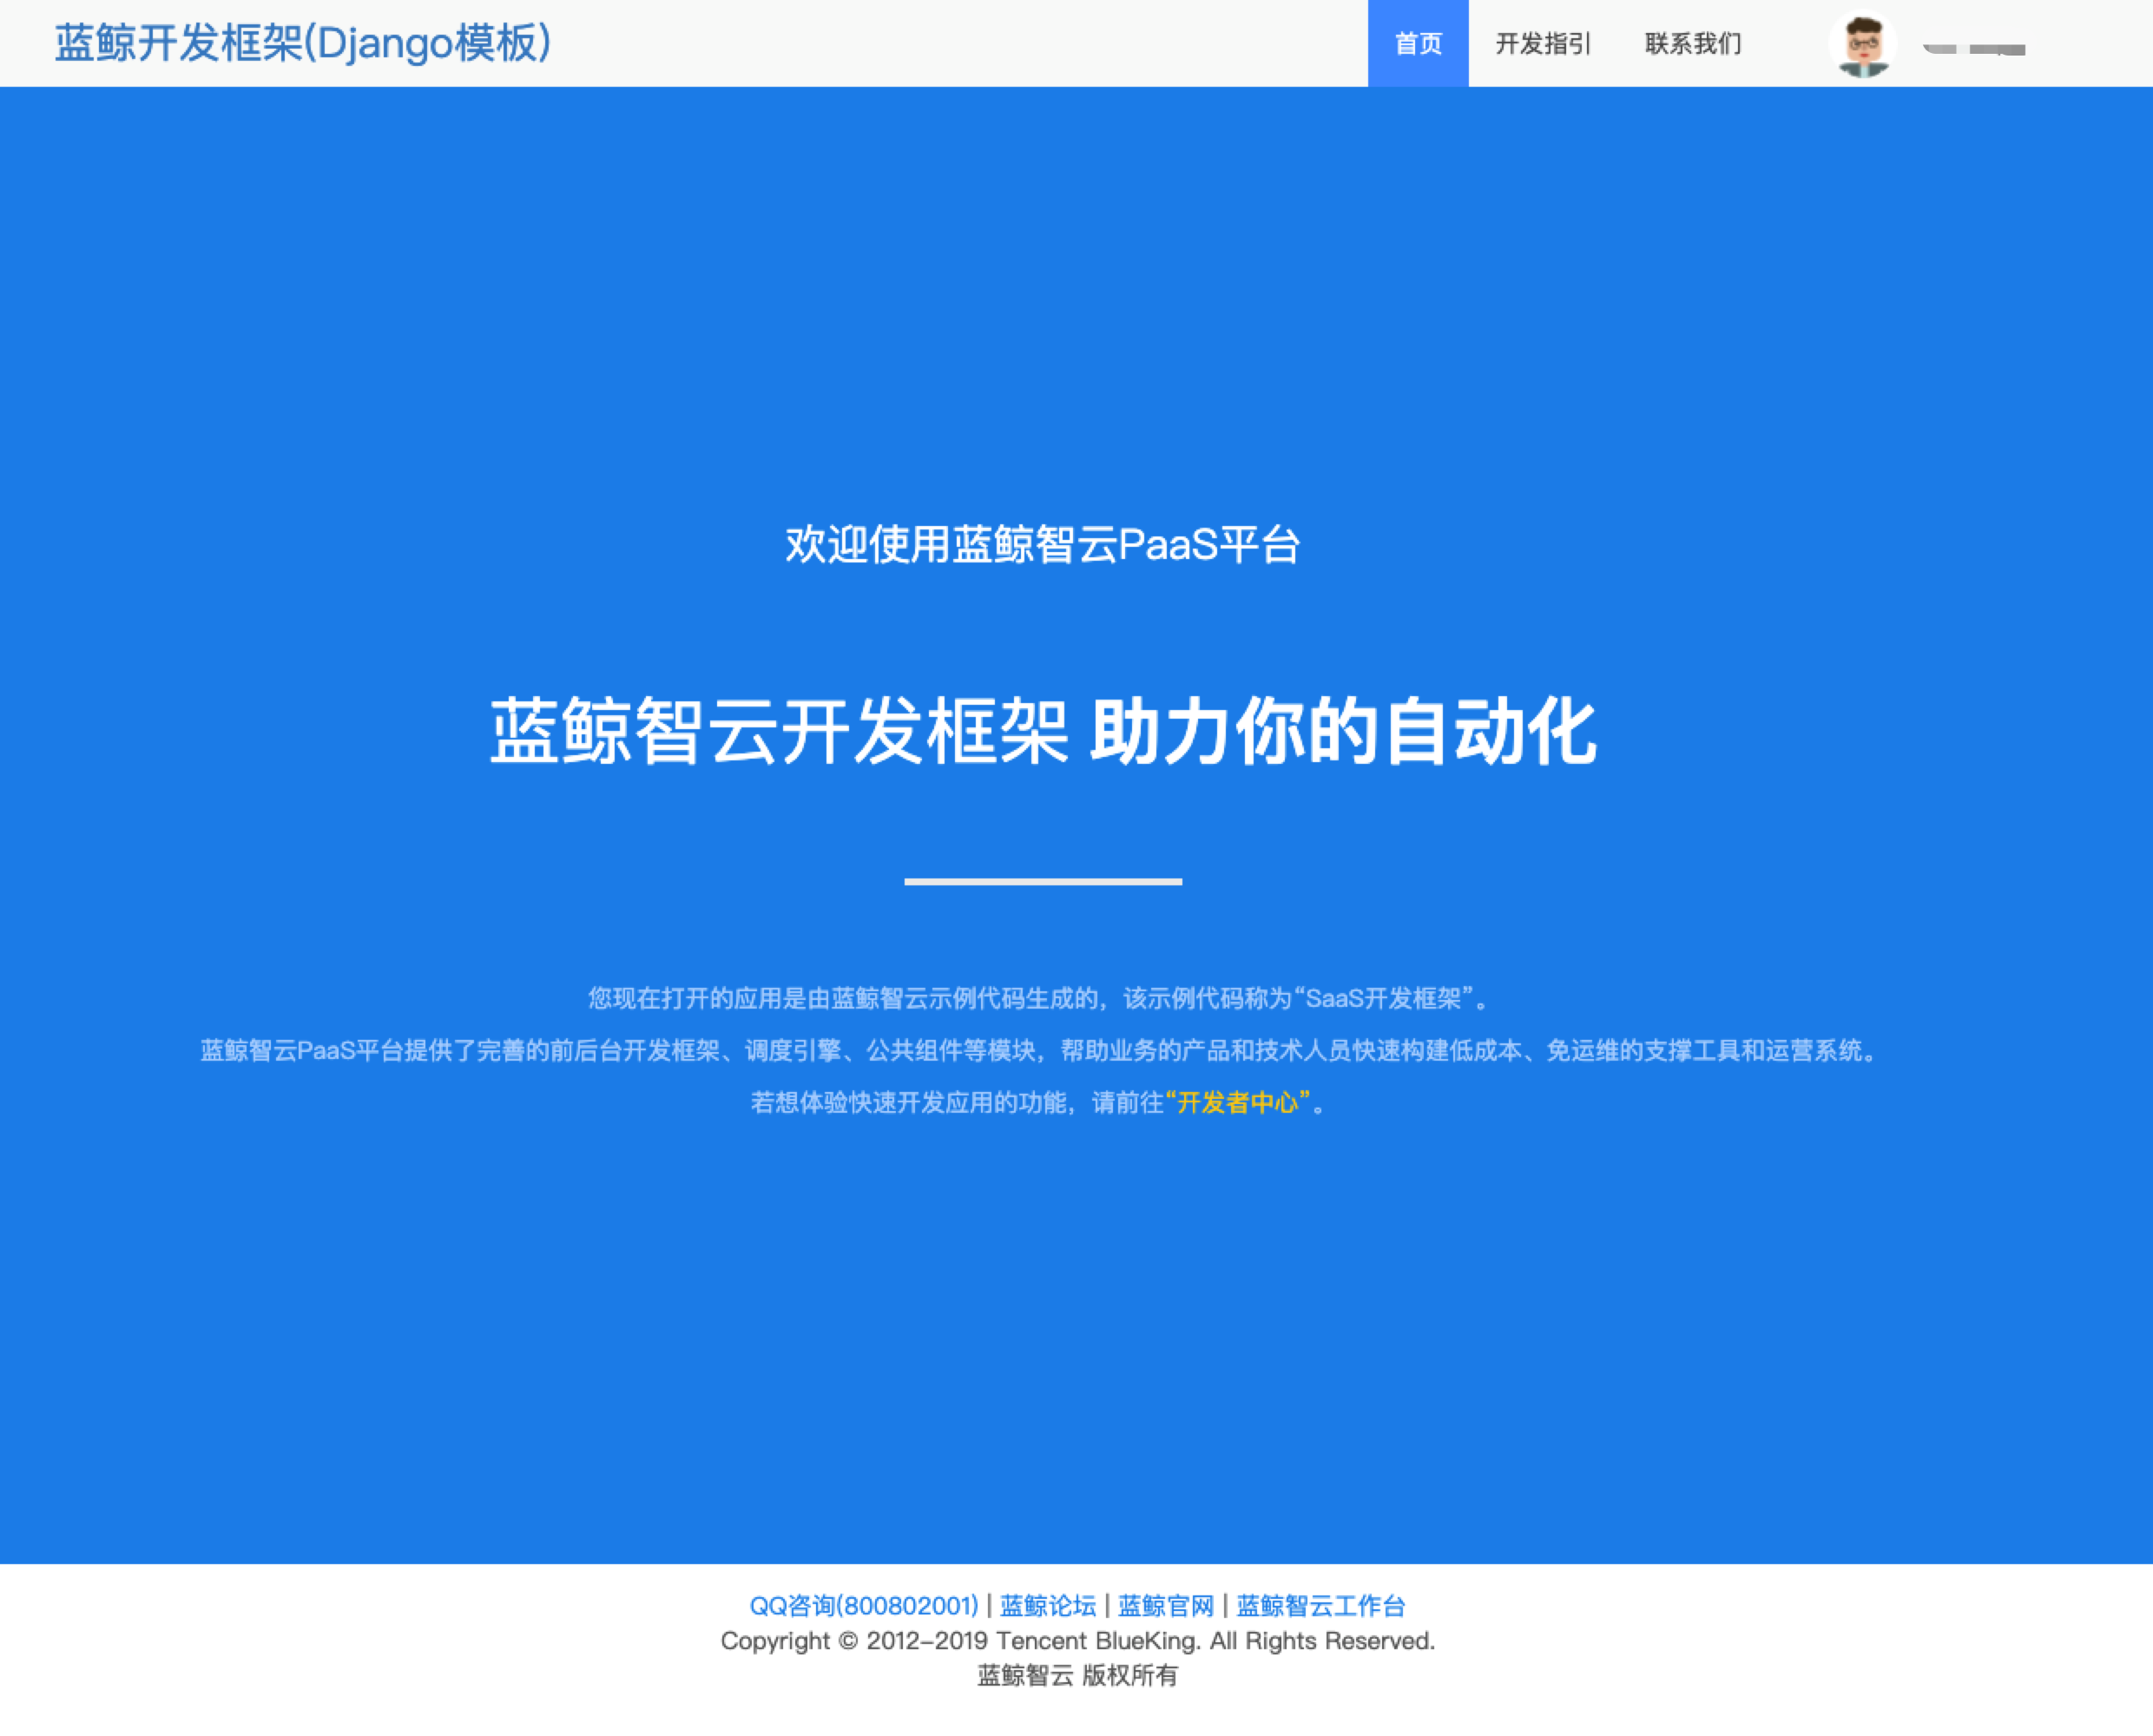 蓝鲸开发框架(Django模板)
首页 开发指引 联系我们
欢迎使用蓝鲸智云PaaS平台
蓝鲸智云开发框架 助力你的自动化
您现在打开的应用是由蓝鲸智云示例代码生成的，该示例代码称为“SaaS开发框架”。
蓝鲸智云PaaS平台提供了完善的前后台开发框架、调度引擎、公共组件等模块，帮助业务的产品和技术人员快速构建低成本、免运维的支撑工具和运营系统。
若想体验快速开发应用的功能，请前往“开发者中心”。
QQ咨询(800802001) | 蓝鲸论坛 | 蓝鲸官网 | 蓝鲸智云工作台
Copyright © 2012-2019 Tencent BlueKing. All Rights Reserved.
蓝鲸智云 版权所有